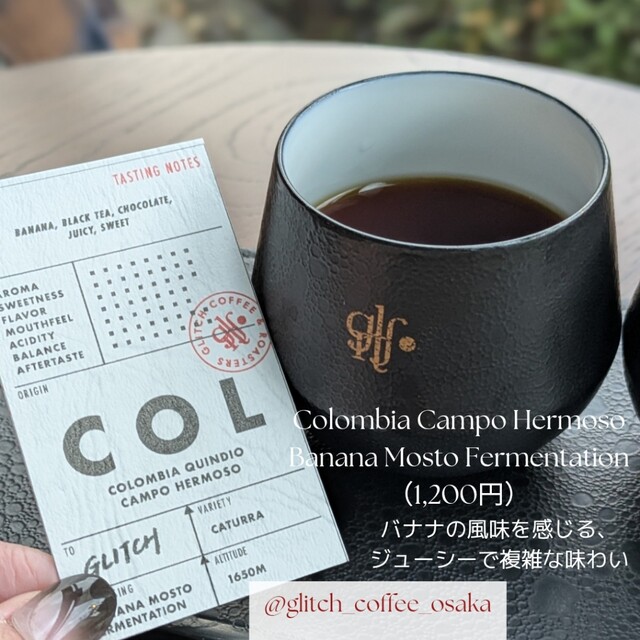 TASTING NOTES
BANANA, BLACK TEA, CHOCOLATE,
JUICY, SWEET
AROMA
SWEETNESS
FLAVOR
MOUTHFEEL
ACIDITY
BALANCE
AFTERTASTE
GLITCH COFFEE & ROASTERS
ORIGIN
COL
COLOMBIA QUINDIO
CAMPO HERMOSO
TO
GLITCH
VARIETY
CATURRA
ALTITUDE
1650M
MOSTO
FERMENTATION
Colombia Campo Hermoso
Banana Mosto Fermentation
（1,200円）
バナナの風味を感じる、
ジューシーで複雑な味わい
@glitch_coffee_osaka